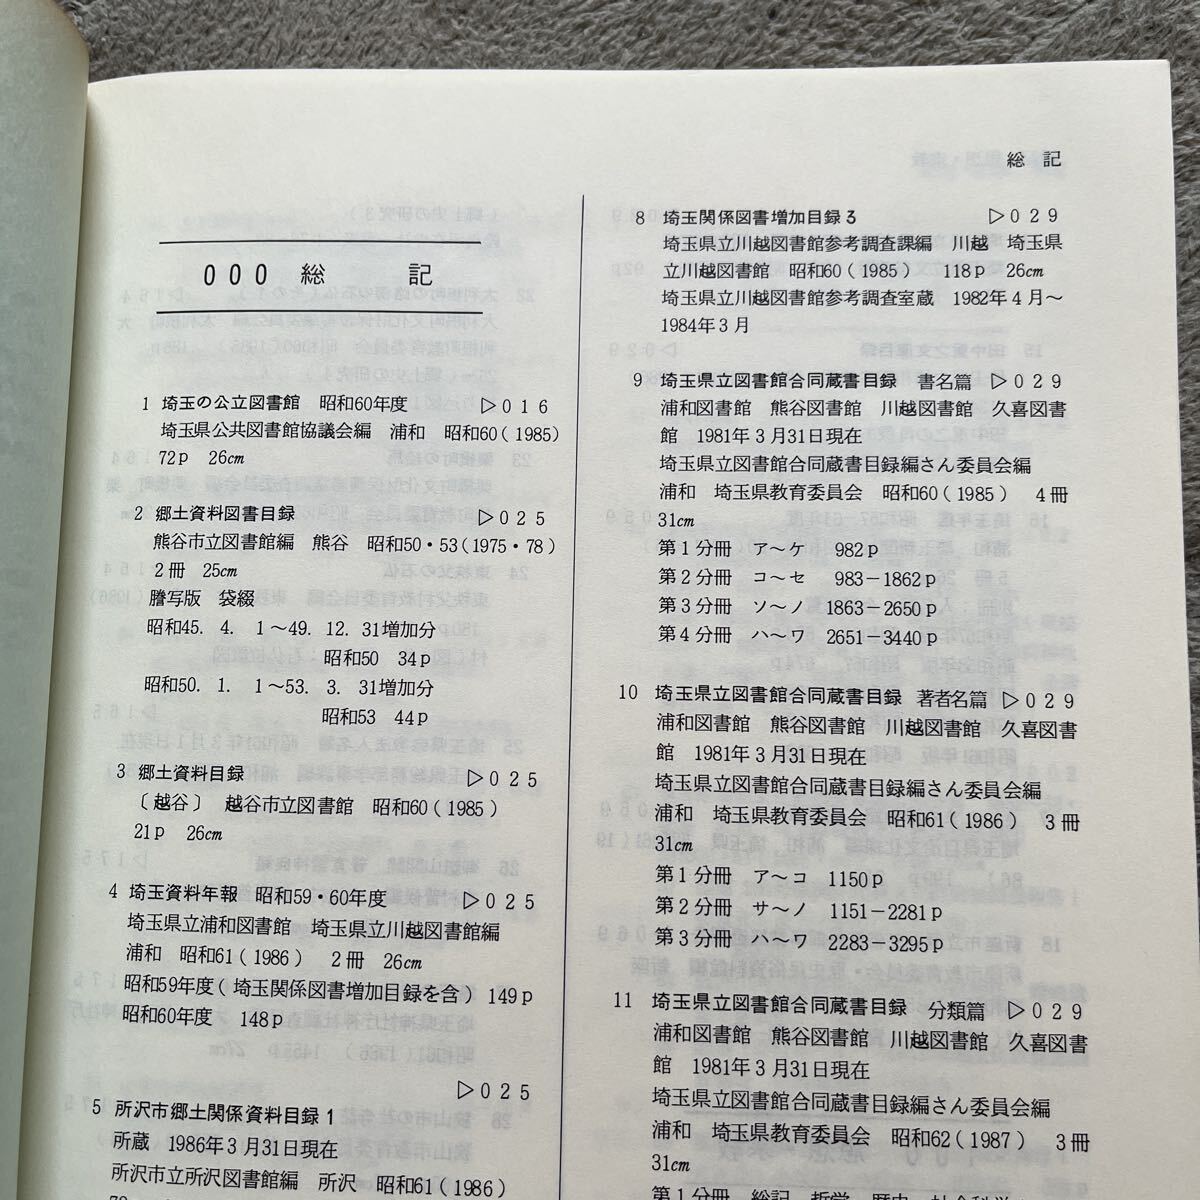 総 記
000 総 記
1 埼玉の公立図書館 昭和60年度 ▷016
埼玉県公共図書館協議会編 浦和 昭和60(1985)
72p 26cm
2 郷土資料図書目録 ▷025
熊谷市立図書館編 熊谷 昭和50・53(1975・78)
2冊 25cm
謄写版 袋綴
昭和45. 4. 1～49. 12. 31増加分
昭和50 34p
昭和50. 1. 1～53. 3. 31増加分
昭和53 44p
3 郷土資料目録 ▷025
〔越谷〕 越谷市立図書館 昭和60(1985)
21p 26cm
4 埼玉資料年報 昭和59・60年度 ▷025
埼玉県立浦和図書館 埼玉県立川越図書館編
浦和 昭和61(1986) 2冊 26cm
昭和59年度(埼玉関係図書増加目録を含) 149p
昭和60年度 148p
▷025
5 所沢市郷土関係資料目録1
所蔵 1986年3月31日現在
所沢市立所沢図書館編 所沢 昭和61(1986)
8 埼玉関係図書増加目録3 ▷029
埼玉県立川越図書館参考調査課編 川越 埼玉県
立川越図書館 昭和60(1985) 118p 26cm
埼玉県立川越図書館参考調査室蔵 1982年4月～
1984年3月
9 埼玉県立図書館合同蔵書目録 書名篇 ▷029
浦和図書館 熊谷図書館 川越図書館 久喜図書
館 1981年3月31日現在
埼玉県立図書館合同蔵書目録編さん委員会編
浦和 埼玉県教育委員会 昭和60(1985) 4冊
31cm
第1分冊 ア～ケ 982p
第2分冊 コ～セ 983－1862p
第3分冊 ソ～ノ 1863－2650p
第4分冊 ハ～ワ 2651－3440p
10 埼玉県立図書館合同蔵書目録 著者名篇 ▷029
浦和図書館 熊谷図書館 川越図書館 久喜図書
館 1981年3月31日現在
埼玉県立図書館合同蔵書目録編さん委員会編
浦和 埼玉県教育委員会 昭和61(1986) 3冊
31cm
第1分冊 ア～コ 1150p
第2分冊 サ～ノ 1151－2281p
第3分冊 ハ～ワ 2283－3295p
11 埼玉県立図書館合同蔵書目録 分類篇 ▷029
浦和図書館 熊谷図書館 川越図書館 久喜図書
館 1981年3月31日現在
埼玉県立図書館合同蔵書目録編さん委員会編
浦和 埼玉県教育委員会 昭和62(1987) 3冊
31cm
第1分冊 総記 哲学 歴史 社会科学